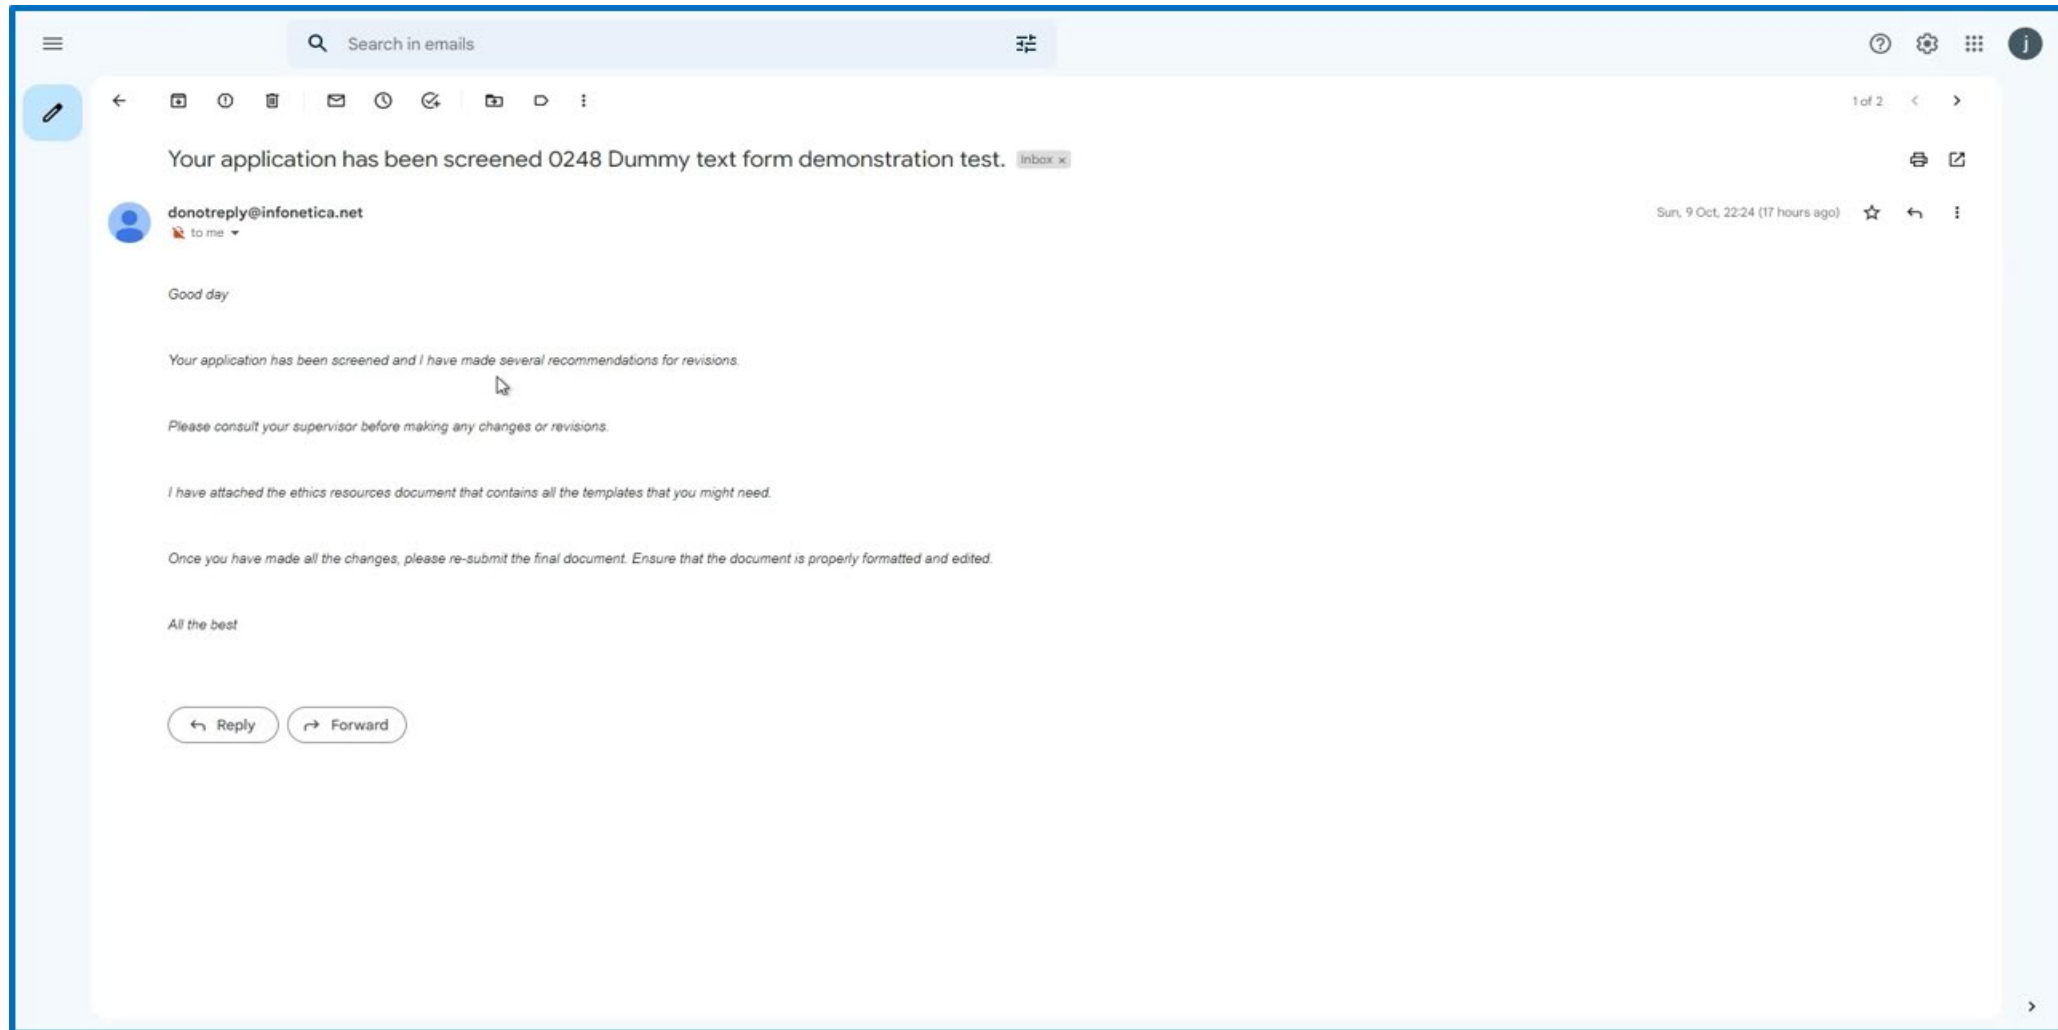 Search in emails
j
1 of 2
Your application has been screened 0248 Dummy text form demonstration test. Inbox x
donotreply@infonetica.net
Sun, 9 Oct, 22:24 (17 hours ago)
to me
Good day
Your application has been screened and I have made several recommendations for revisions.
Please consult your supervisor before making any changes or revisions.
I have attached the ethics resources document that contains all the templates that you might need.
Once you have made all the changes, please re-submit the final document. Ensure that the document is properly formatted and edited.
All the best
Reply Forward